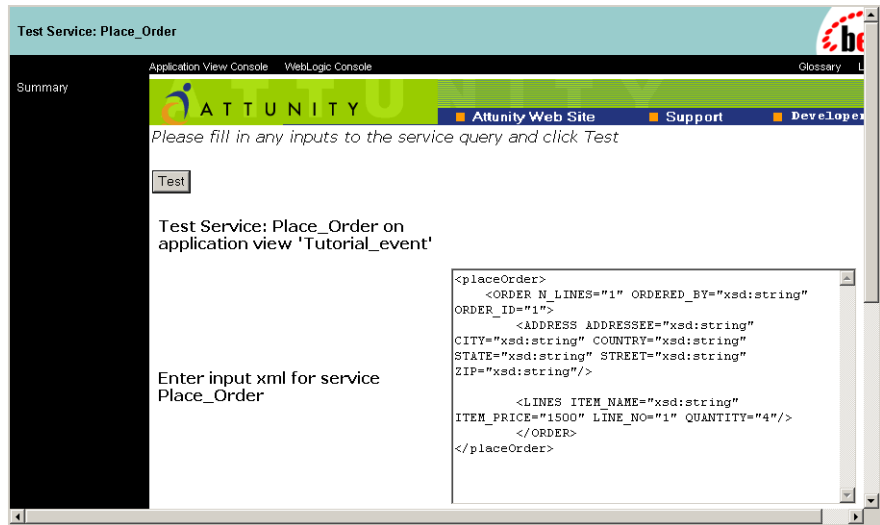 Test Service: Place_Order
Application View Console WebLogic Console Glossary
Summary
ATTUNITY
Attunity Web Site Support Developer
Please fill in any inputs to the service query and click Test
Test
Test Service: Place_Order on
application view 'Tutorial_event'
Enter input xml for service
Place_Order
<placeOrder>
<ORDER N_LINES="1" ORDERED_BY="xsd:string"
ORDER_ID="1">
<ADDRESS ADDRESSEE="xsd:string"
CITY="xsd:string" COUNTRY="xsd:string"
STATE="xsd:string" STREET="xsd:string"
ZIP="xsd:string"/>
<LINES ITEM_NAME="xsd:string"
ITEM_PRICE="1500" LINE_NO="1" QUANTITY="4"/>
</ORDER>
</placeOrder>